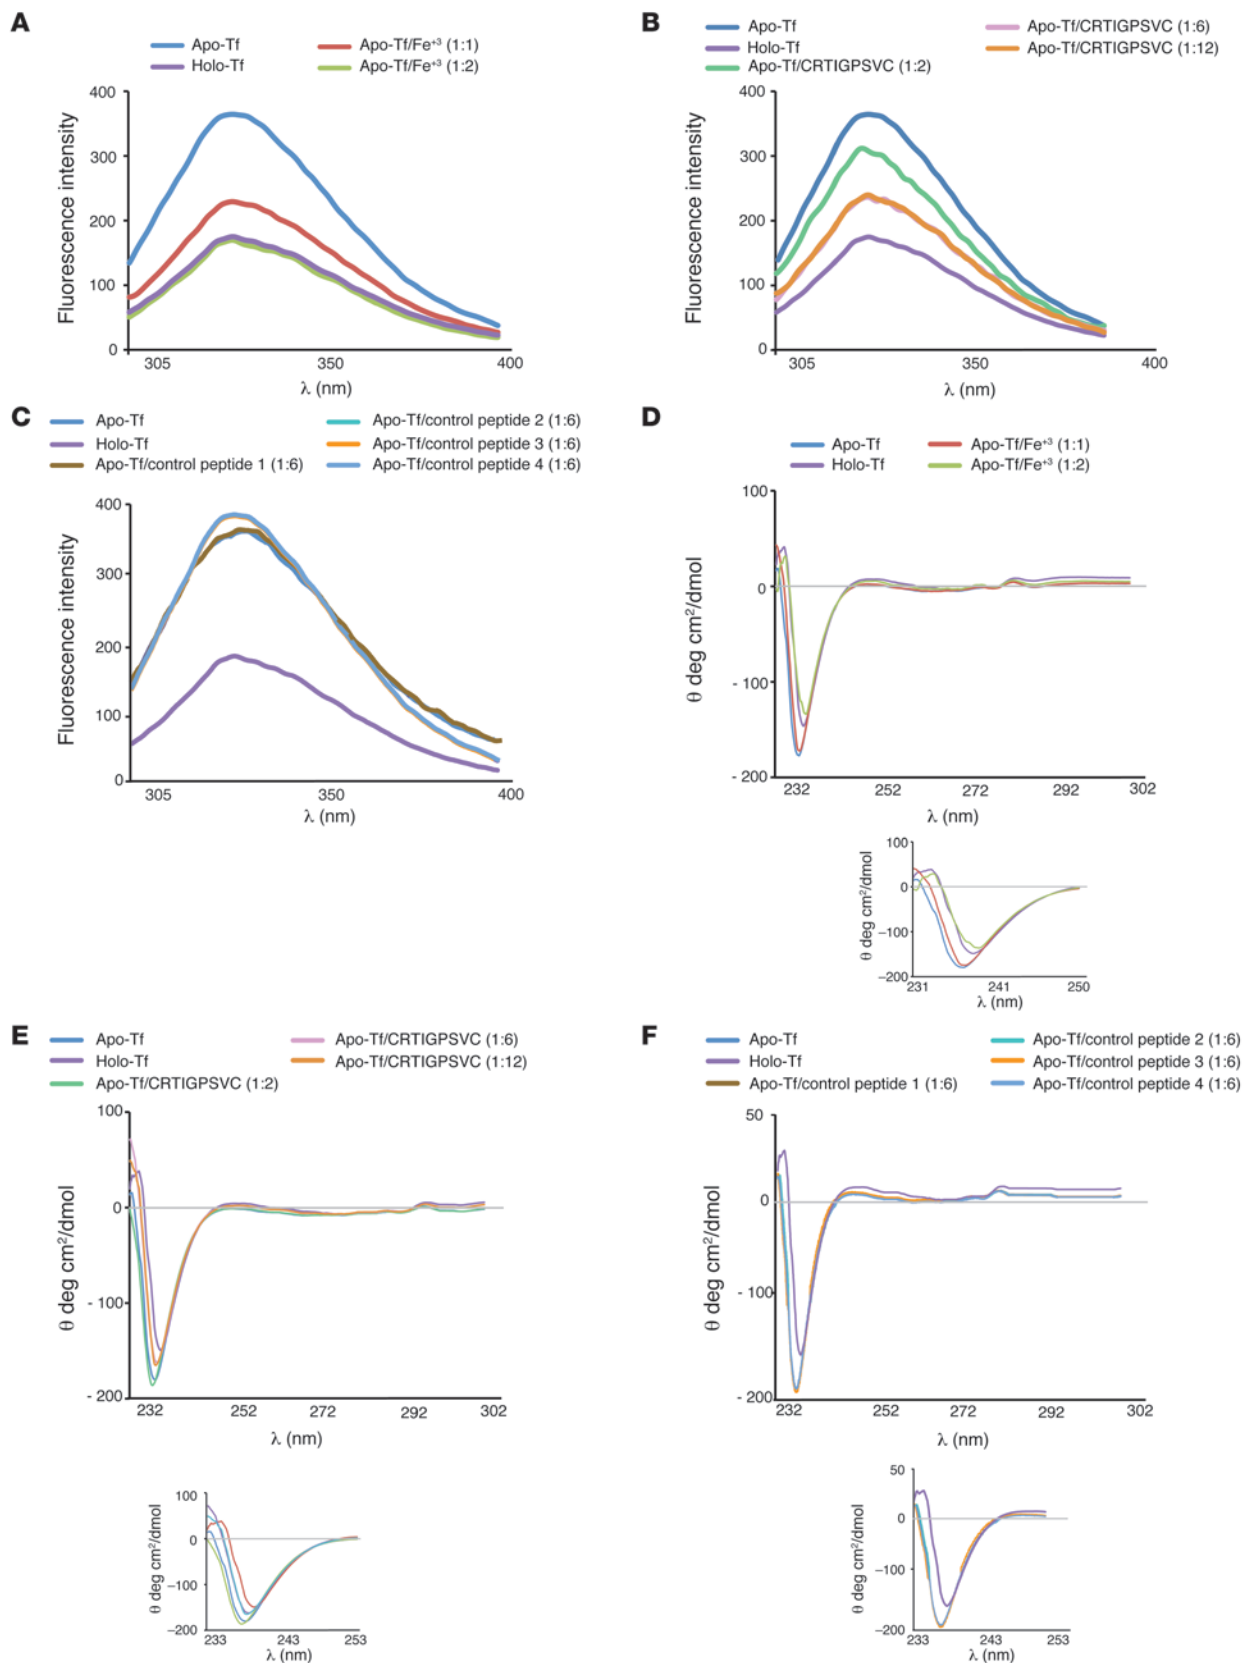 A
Apo-Tf
Apo-Tf/Fe⁺³ (1:1)
Holo-Tf
Apo-Tf/Fe⁺³ (1:2)
Fluorescence intensity
400
300
200
100
0
305
350
400
λ (nm)
B
Apo-Tf
Apo-Tf/CRTIGPSVC (1:6)
Holo-Tf
Apo-Tf/CRTIGPSVC (1:12)
Apo-Tf/CRTIGPSVC (1:2)
Fluorescence intensity
400
300
200
100
0
305
350
400
λ (nm)
C
Apo-Tf
Apo-Tf/control peptide 2 (1:6)
Holo-Tf
Apo-Tf/control peptide 3 (1:6)
Apo-Tf/control peptide 1 (1:6)
Apo-Tf/control peptide 4 (1:6)
Fluorescence intensity
400
300
200
100
0
305
350
400
λ (nm)
D
Apo-Tf
Apo-Tf/Fe⁺³ (1:1)
Holo-Tf
Apo-Tf/Fe⁺³ (1:2)
θ deg cm²/dmol
100
0
- 100
- 200
232
252
272
292
302
λ (nm)
θ deg cm²/dmol
100
0
–100
–200
231
241
250
λ (nm)
E
Apo-Tf
Apo-Tf/CRTIGPSVC (1:6)
Holo-Tf
Apo-Tf/CRTIGPSVC (1:12)
Apo-Tf/CRTIGPSVC (1:2)
θ deg cm²/dmol
100
0
- 100
- 200
232
252
272
292
302
λ (nm)
θ deg cm²/dmol
100
0
–100
–200
233
243
253
λ (nm)
F
Apo-Tf
Apo-Tf/control peptide 2 (1:6)
Holo-Tf
Apo-Tf/control peptide 3 (1:6)
Apo-Tf/control peptide 1 (1:6)
Apo-Tf/control peptide 4 (1:6)
θ deg cm²/dmol
50
0
- 100
- 200
232
252
272
292
302
λ (nm)
θ deg cm²/dmol
50
0
–100
–200
233
243
253
λ (nm)